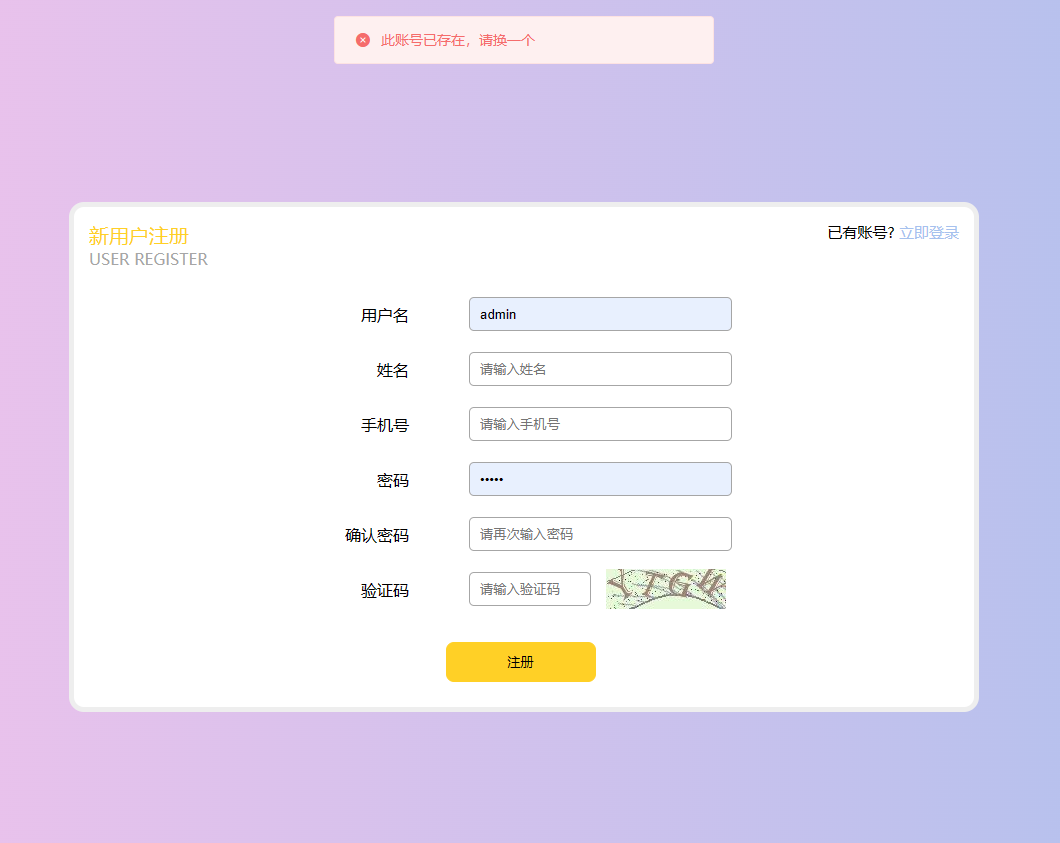 此账号已存在，请换一个
新用户注册
USER REGISTER
已有账号? 立即登录
用户名 admin
姓名 请输入姓名
手机号 请输入手机号
密码 •••••
确认密码 请再次输入密码
验证码 请输入验证码
注册